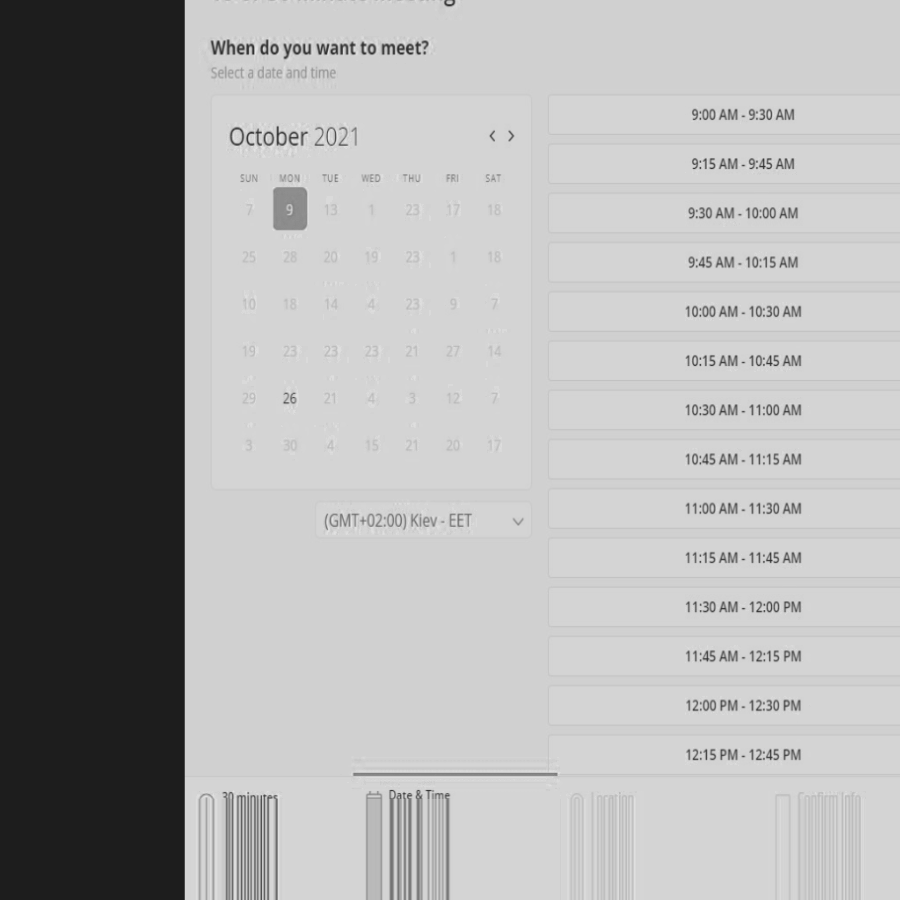 When do you want to meet?
Select a date and time
October 2021
SUN MON TUE WED THU FRI SAT
7 9 13 1 23 17 18
25 28 20 19 23 1 18
10 18 14 4 23 9 7
19 23 23 23 21 27 14
29 26 21 4 3 12 7
3 30 4 15 21 20 17
(GMT+02:00) Kiev - EET
9:00 AM - 9:30 AM
9:15 AM - 9:45 AM
9:30 AM - 10:00 AM
9:45 AM - 10:15 AM
10:00 AM - 10:30 AM
10:15 AM - 10:45 AM
10:30 AM - 11:00 AM
10:45 AM - 11:15 AM
11:00 AM - 11:30 AM
11:15 AM - 11:45 AM
11:30 AM - 12:00 PM
11:45 AM - 12:15 PM
12:00 PM - 12:30 PM
12:15 PM - 12:45 PM
30 minutes
Date & Time
Confirm Info